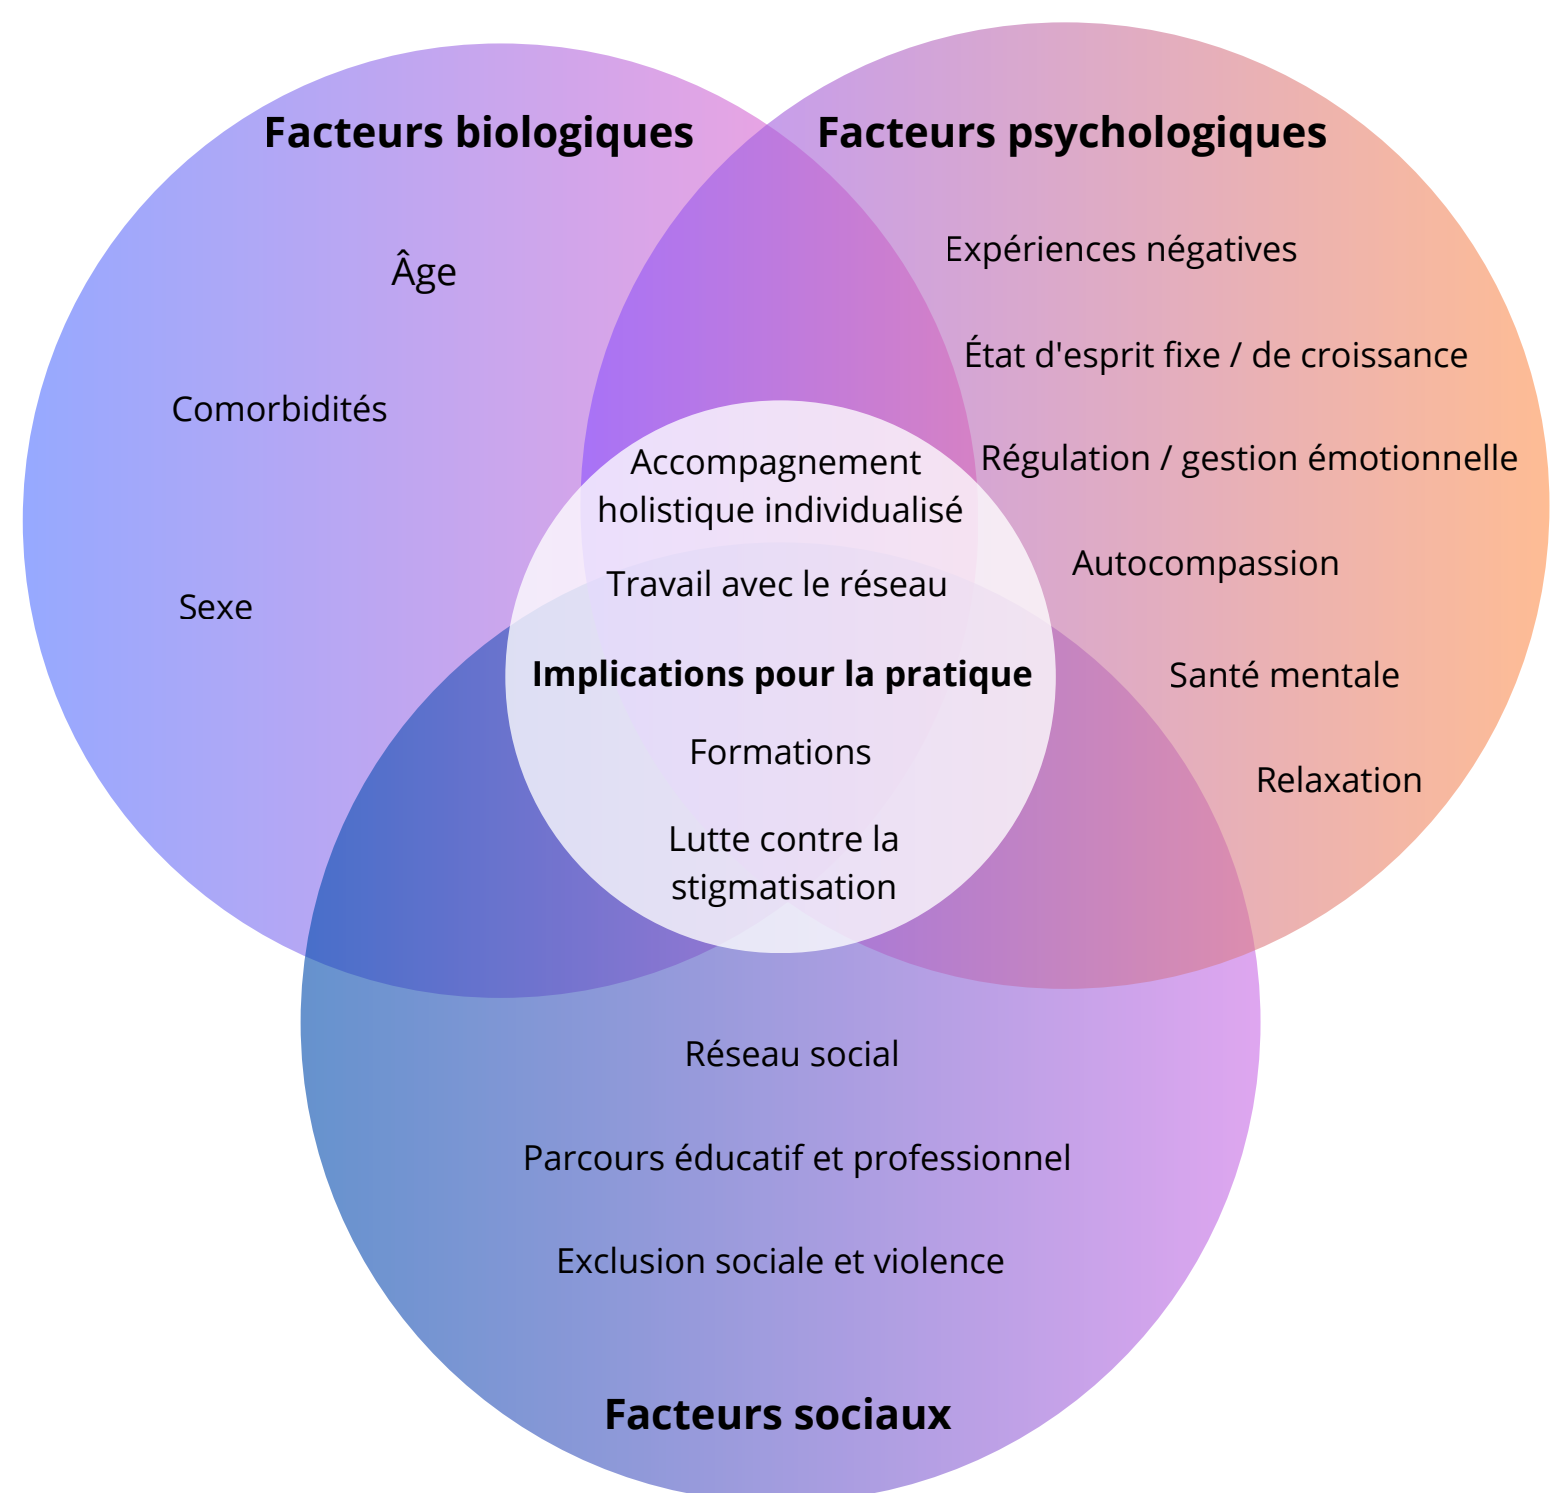 Facteurs biologiques
Âge
Comorbidités
Sexe
Facteurs psychologiques
Expériences négatives
État d'esprit fixe / de croissance
Régulation / gestion émotionnelle
Autocompassion
Santé mentale
Relaxation
Accompagnement
holistique individualisé
Travail avec le réseau
Implications pour la pratique
Formations
Lutte contre la
stigmatisation
Réseau social
Parcours éducatif et professionnel
Exclusion sociale et violence
Facteurs sociaux